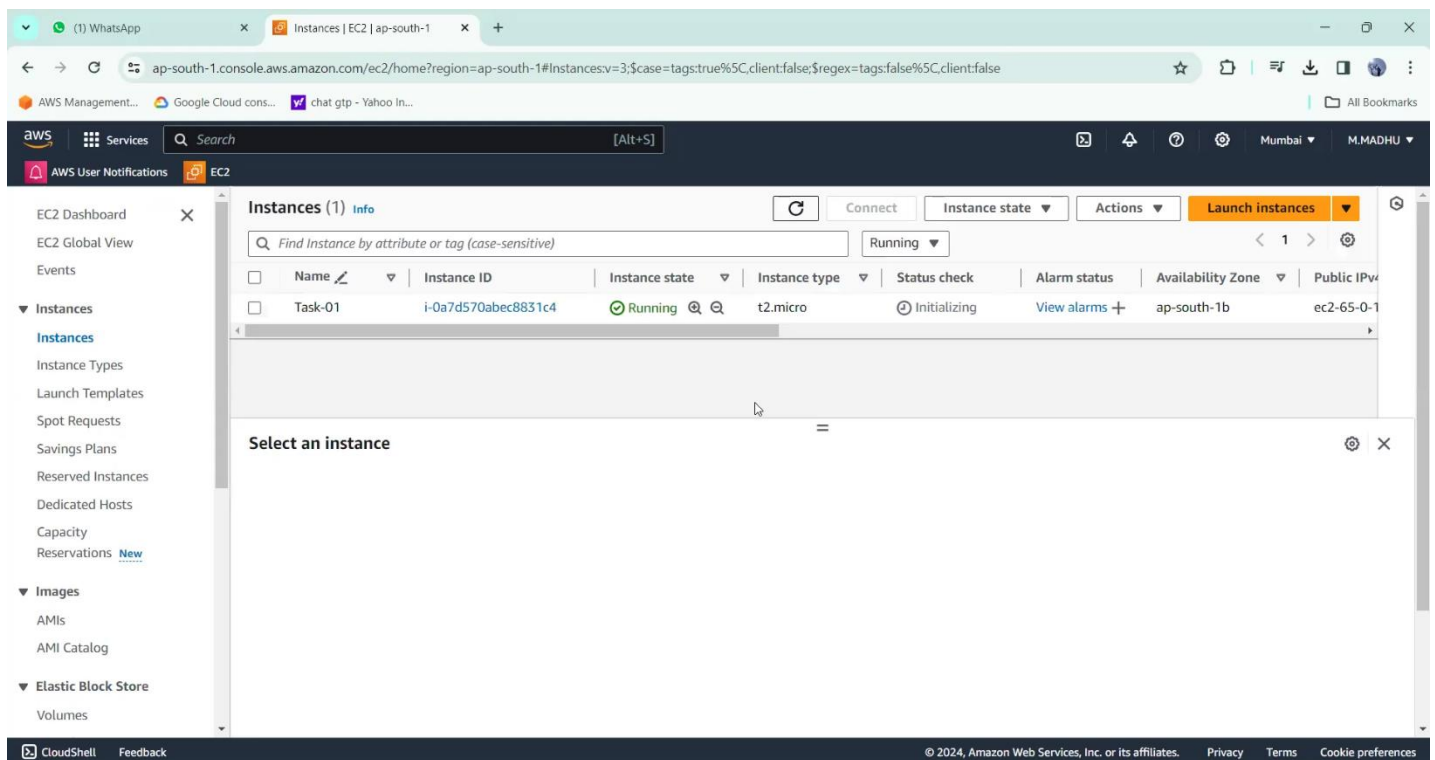 (1) WhatsApp
Instances | EC2 | ap-south-1
ap-south-1.console.aws.amazon.com/ec2/home?region=ap-south-1#Instances:v=3;$case=tags:true%5C,client:false;$regex=tags:false%5C,client:false
AWS Management... Google Cloud cons... chat gtp - Yahoo In... All Bookmarks
aws Services Search [Alt+S] Mumbai M.MADHU
AWS User Notifications EC2
EC2 Dashboard
EC2 Global View
Events
Instances
Instances
Instance Types
Launch Templates
Spot Requests
Savings Plans
Reserved Instances
Dedicated Hosts
Capacity
Reservations New
Images
AMIs
AMI Catalog
Elastic Block Store
Volumes
Instances (1) Info Connect Instance state Actions Launch instances
Find Instance by attribute or tag (case-sensitive) Running 1
Name Instance ID Instance state Instance type Status check Alarm status Availability Zone Public IPv4
Task-01 i-0a7d570abec8831c4 Running t2.micro Initializing View alarms + ap-south-1b ec2-65-0-1
Select an instance
CloudShell Feedback © 2024, Amazon Web Services, Inc. or its affiliates. Privacy Terms Cookie preferences